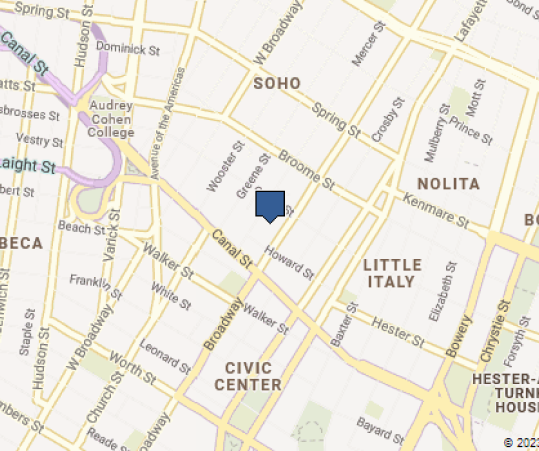 Spring St
Canal St
Hudson St
Dominick St
W Broadway
Mercer St
Lafaye
Bond S
atts St
Audrey
Cohen
College
Avenue of the Americas
SOHO
Spring St
Crosby St
Mott St
Mulberry St
Prince St
sbrosses St
Vestry St
aight St
Wooster St
Greene St
Broome St
NOLITA
Kenmare St
BO
bert St
Beach St
Varick St
BECA
Canal St
Walker St
Howard St
LITTLE
ITALY
Elizabeth St
Franklin St
White St
Broadway
Walker St
Baxter St
Hester St
Bowery
Chrystie St
Forsyth St
Staple St
Hudson St
W Broadway
Worth St
Leonard St
CIVIC
CENTER
HESTER-
TURN
HOUS
Church St
mbers St
Reade St
oadway
Bayard St
© 202